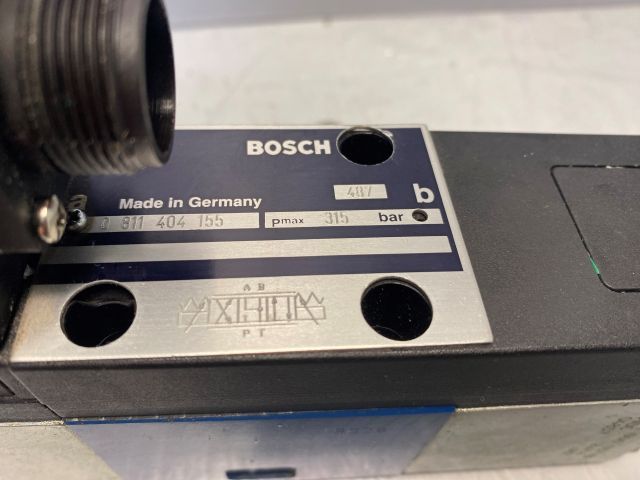 BOSCH
487
b
a
Made in Germany
0 811 404 155
pmax 315 bar
A B
P T